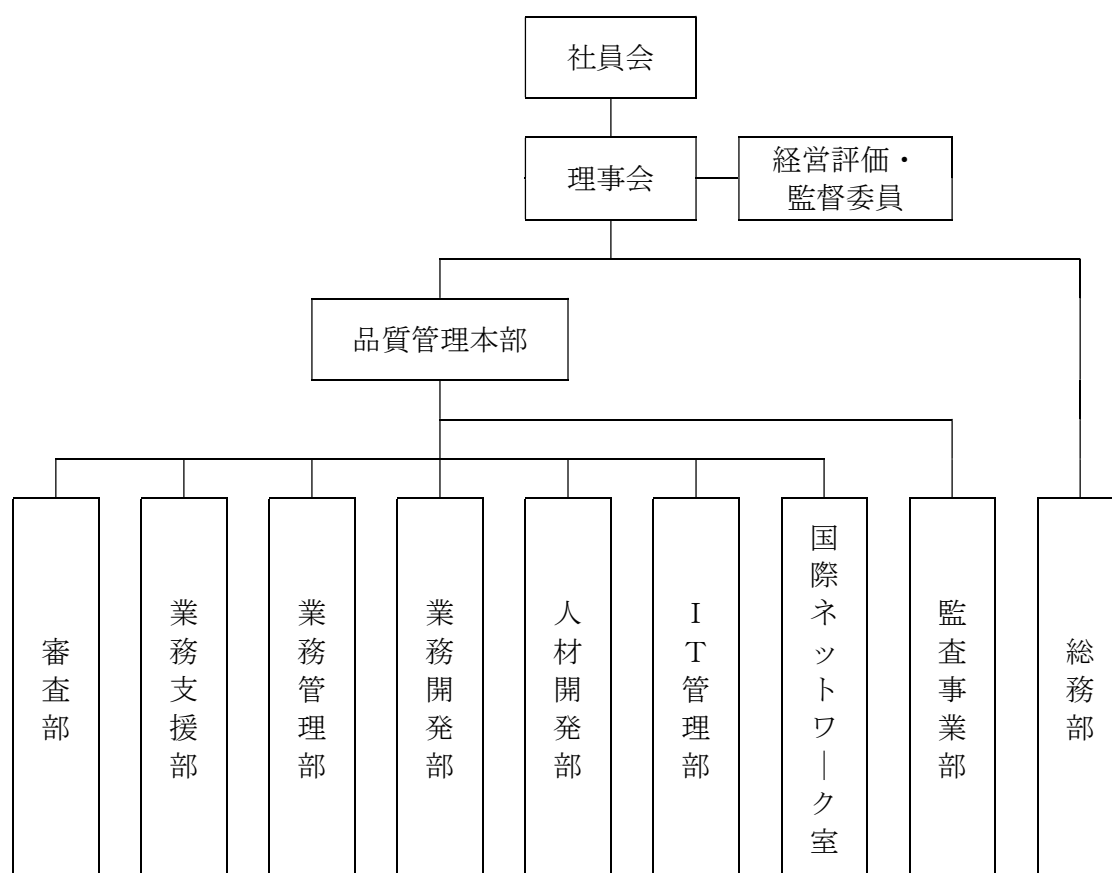 社員会
理事会
経営評価・
監督委員
品質管理本部
審査部
業務支援部
業務管理部
業務開発部
人材開発部
IT管理部
国際ネットワーク室
監査事業部
総務部